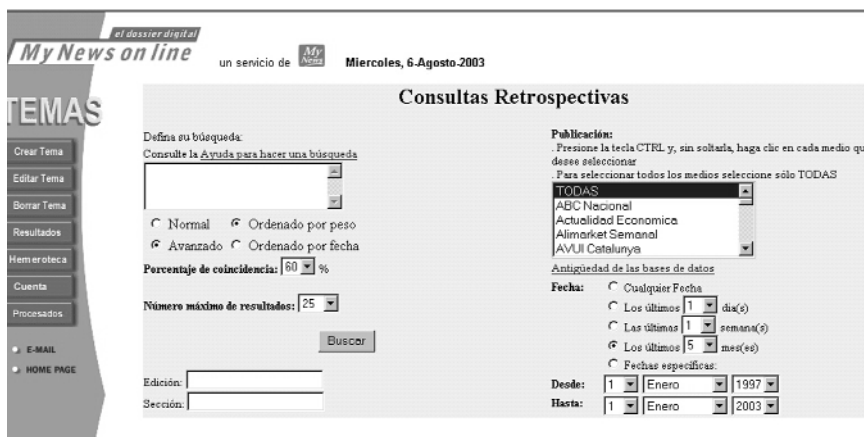 el dossier digital
My News on line
un servicio de My News Miercoles, 6-Agosto-2003
TEMAS
Crear Tema
Editar Tema
Borrar Tema
Resultados
Hemeroteca
Cuenta
Procesados
E-MAIL
HOME PAGE
Consultas Retrospectivas
Defina su búsqueda:
Consulte la Ayuda para hacer una búsqueda
Normal Ordenado por peso
Avanzado Ordenado por fecha
Porcentaje de coincidencia: 60 %
Número máximo de resultados: 25
Buscar
Edición:
Sección:
Publicación:
. Presione la tecla CTRL y, sin soltarla, haga clic en cada medio qu
desee seleccionar
. Para seleccionar todos los medios seleccione sólo TODAS
TODAS
ABC Nacional
Actualidad Economica
Alimarket Semanal
AVUI Catalunya
Antigüedad de las bases de datos
Fecha: Cualquier Fecha
Los últimos 1 dia(s)
Las últimas 1 semana(s)
Los últimos 5 mes(es)
Fechas específicas:
Desde: 1 Enero 1997
Hasta: 1 Enero 2003